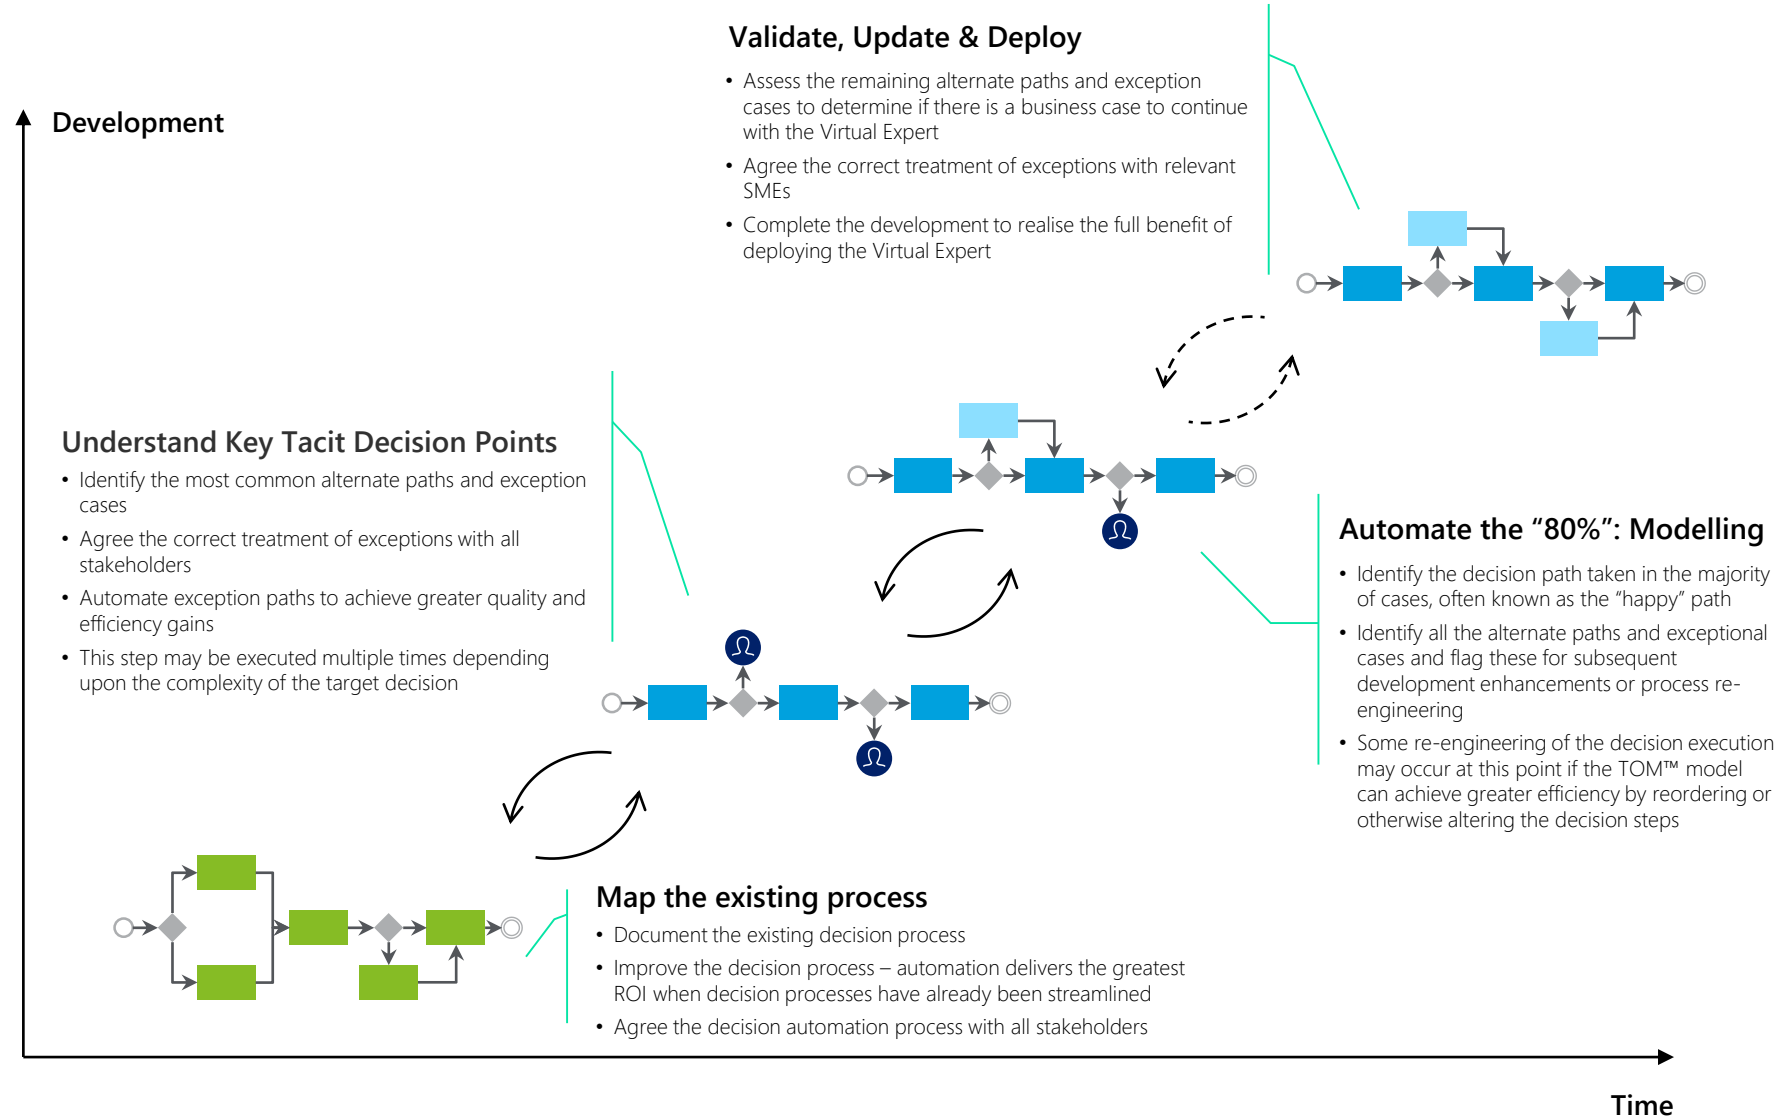 Validate, Update & Deploy
• Assess the remaining alternate paths and exception
cases to determine if there is a business case to continue
with the Virtual Expert
• Agree the correct treatment of exceptions with relevant
SMEs
• Complete the development to realise the full benefit of
deploying the Virtual Expert
Development
Understand Key Tacit Decision Points
• Identify the most common alternate paths and exception
cases
• Agree the correct treatment of exceptions with all
stakeholders
• Automate exception paths to achieve greater quality and
efficiency gains
• This step may be executed multiple times depending
upon the complexity of the target decision
Automate the “80%”: Modelling
• Identify the decision path taken in the majority
of cases, often known as the “happy” path
• Identify all the alternate paths and exceptional
cases and flag these for subsequent
development enhancements or process re-
engineering
• Some re-engineering of the decision execution
may occur at this point if the TOM™ model
can achieve greater efficiency by reordering or
otherwise altering the decision steps
Map the existing process
• Document the existing decision process
• Improve the decision process – automation delivers the greatest
ROI when decision processes have already been streamlined
• Agree the decision automation process with all stakeholders
Time